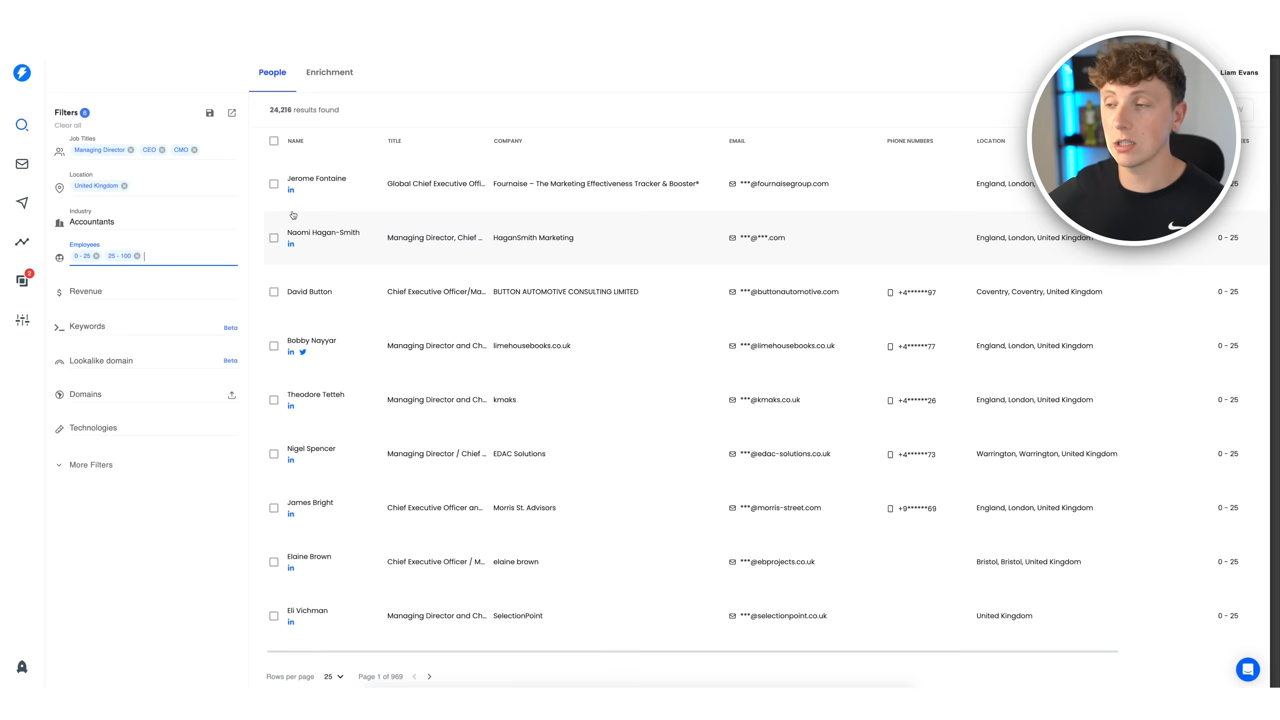 People
Enrichment
Liam Evans
Filters 6
Clear all
Job Titles
Managing Director
CEO
CMO
Location
United Kingdom
Industry
Accountants
Employees
0 - 25
25 - 100
Revenue
Keywords
Beta
Lookalike domain
Beta
Domains
Technologies
More Filters
2
24,216 results found
NAME TITLE COMPANY EMAIL PHONE NUMBERS LOCATION
Jerome Fontaine Global Chief Executive Offi... Fournaise – The Marketing Effectiveness Tracker & Booster* ***@fournaisegroup.com England, London,
Naomi Hagan-Smith Managing Director, Chief ... HaganSmith Marketing ***@***.com England, London, United Kingdom 0 - 25
David Button Chief Executive Officer/Ma... BUTTON AUTOMOTIVE CONSULTING LIMITED ***@buttonautomotive.com +4******97 Coventry, Coventry, United Kingdom 0 - 25
Bobby Nayyar Managing Director and Ch... limehousebooks.co.uk ***@limehousebooks.co.uk +4******77 England, London, United Kingdom 0 - 25
Theodore Tetteh Managing Director and Ch... kmaks ***@kmaks.co.uk +4******26 England, London, United Kingdom 0 - 25
Nigel Spencer Managing Director / Chief ... EDAC Solutions ***@edac-solutions.co.uk +4******73 Warrington, Warrington, United Kingdom 0 - 25
James Bright Chief Executive Officer an... Morris St. Advisors ***@morris-street.com +9******69 England, London, United Kingdom 0 - 25
Elaine Brown Chief Executive Officer / M... elaine brown ***@ebprojects.co.uk Bristol, Bristol, United Kingdom 0 - 25
Eli Vichman Managing Director and Ch... SelectionPoint ***@selectionpoint.co.uk United Kingdom 0 - 25
Rows per page 25 Page 1 of 969